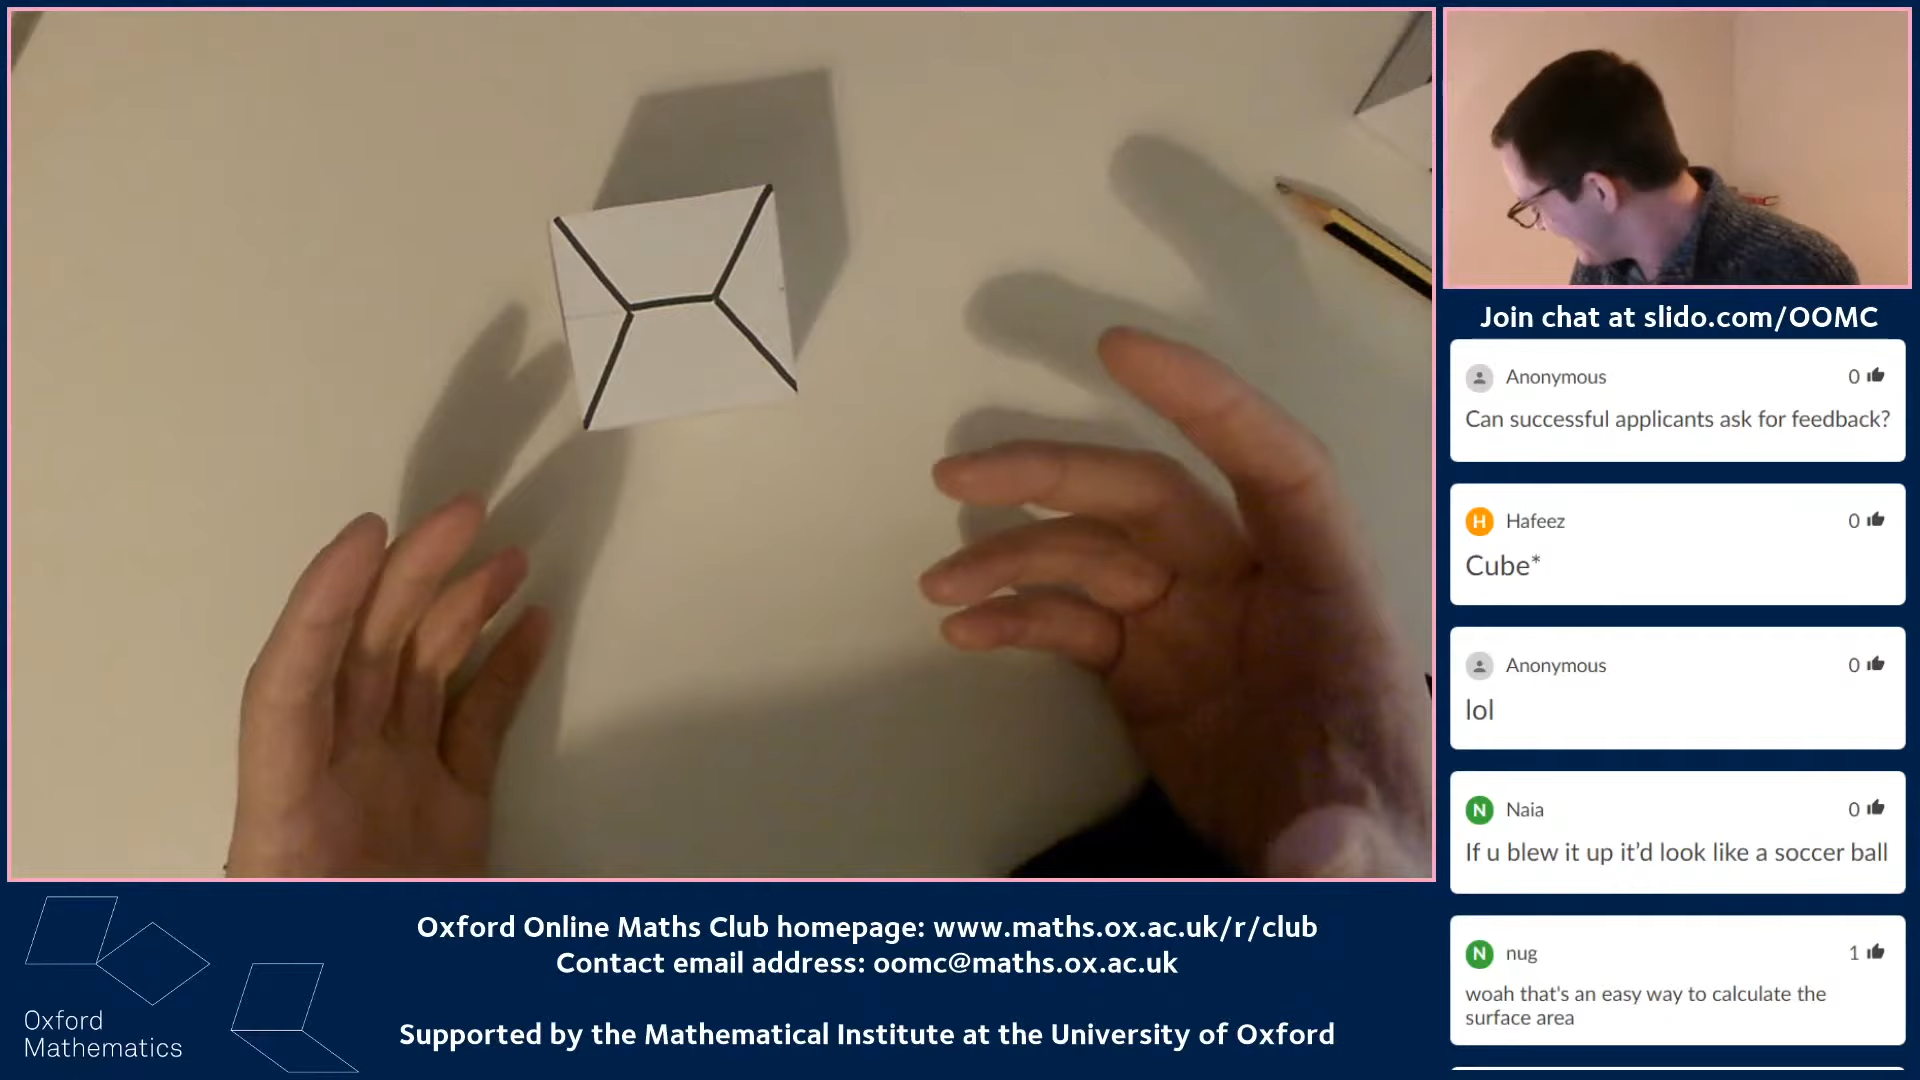 Join chat at slido.com/OOMC
Anonymous
0
Can successful applicants ask for feedback?
H
Hafeez
0
Cube*
Anonymous
0
lol
N
Naia
0
If u blew it up it’d look like a soccer ball
N
nug
1
woah that's an easy way to calculate the
surface area
Oxford Online Maths Club homepage: www.maths.ox.ac.uk/r/club
Contact email address: oomc@maths.ox.ac.uk
Supported by the Mathematical Institute at the University of Oxford
Oxford
Mathematics